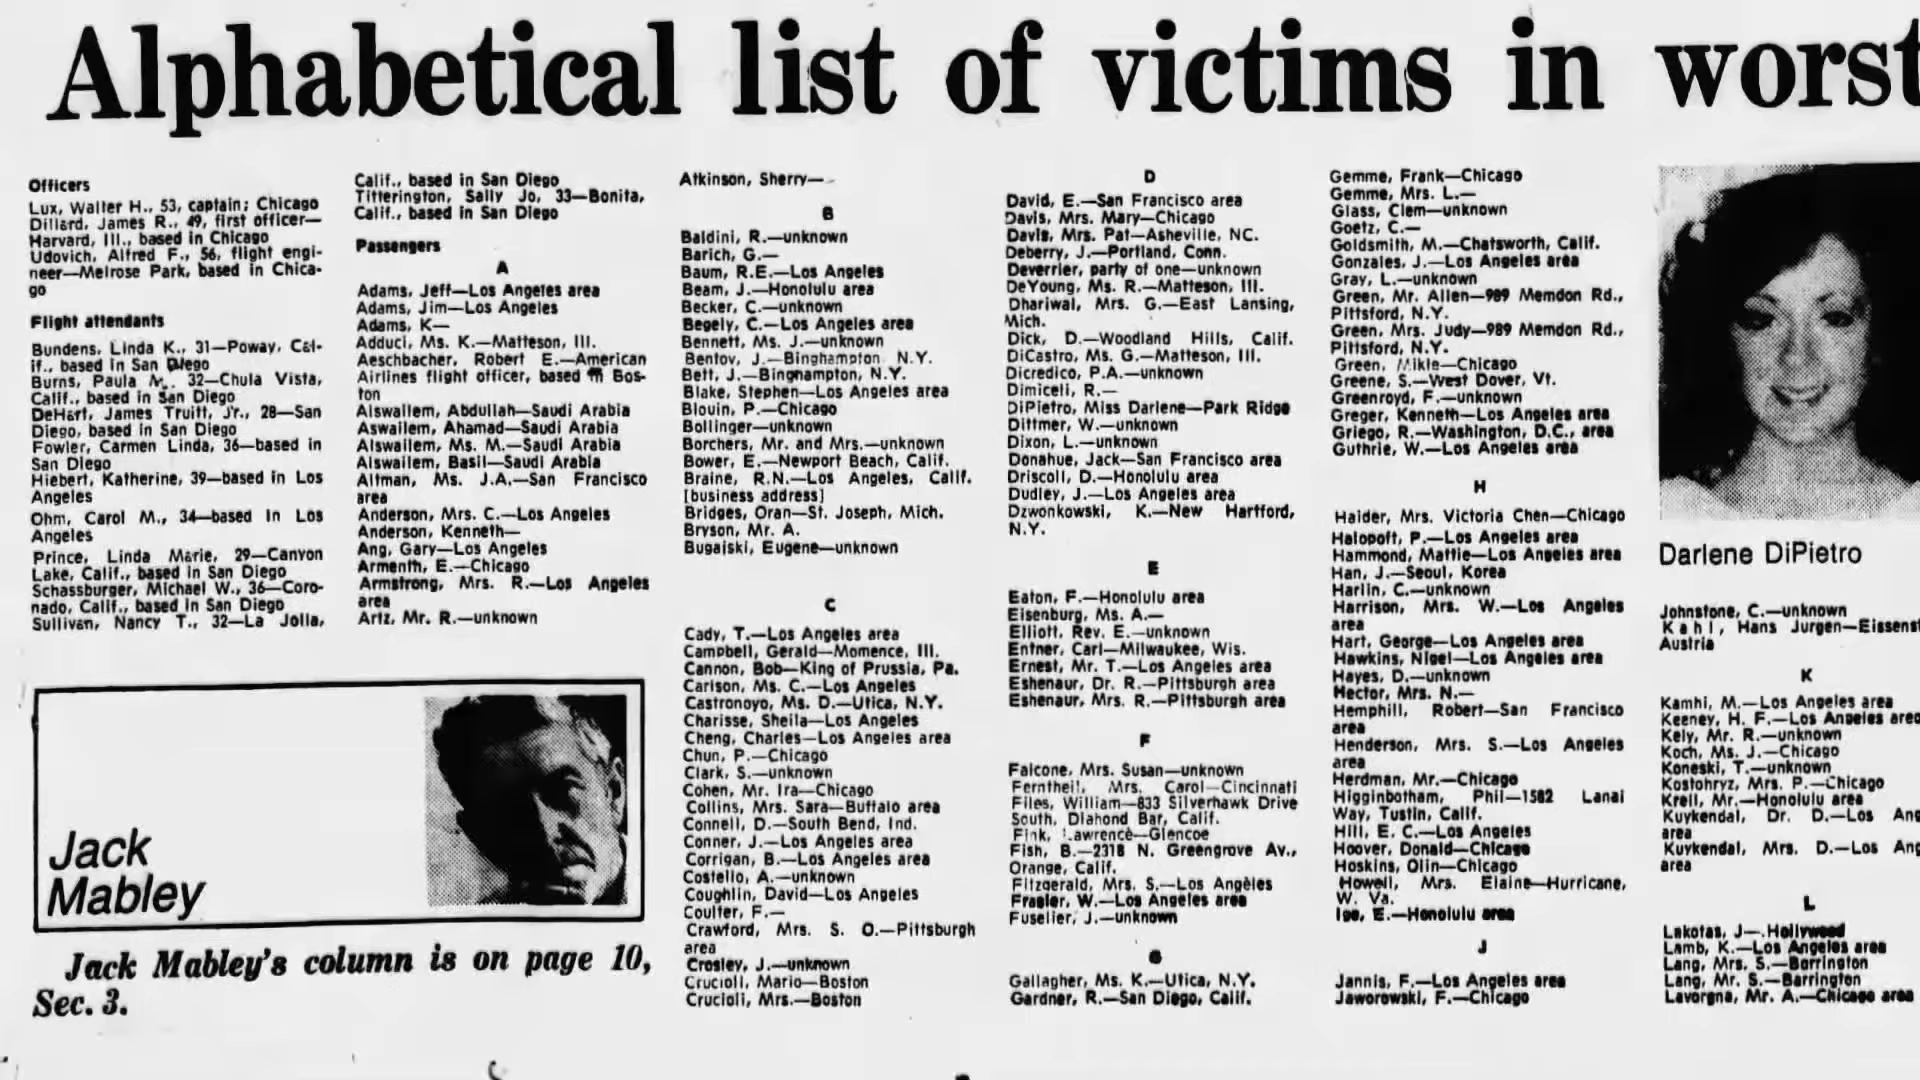 Alphabetical list of victims in worst
Officers
Lux, Walter H., 53, captain; Chicago
Dillard, James R., 49, first officer—
Harvard, Ill., based in Chicago
Udovich, Alfred F., 56, flight engi-
neer—Melrose Park, based in Chica-
go
Flight attendants
Bundens, Linda K., 31—Poway, Cal-
if., based in San Diego
Burns, Paula M., 32—Chula Vista,
Calif., based in San Diego
DeHart, James Truitt, Jr., 28—San
Diego, based in San Diego
Fowler, Carmen Linda, 36—based in
San Diego
Hiebert, Katherine, 39—based in Los
Angeles
Ohm, Carol M., 34—based in Los
Angeles
Prince, Linda Marie, 29—Canyon
Lake, Calif., based in San Diego
Schassburger, Michael W., 36—Coro-
nado, Calif., based in San Diego
Sullivan, Nancy T., 32—La Jolla,
Calif., based in San Diego
Titterington, Sally Jo, 33—Bonita,
Calif., based in San Diego
Passengers
A
Adams, Jeff—Los Angeles area
Adams, Jim—Los Angeles
Adams, K—
Adduci, Ms. K.—Matteson, Ill.
Aeschbacher, Robert E.—American
Airlines flight officer, based in Bos-
ton
Alswailem, Abdullah—Saudi Arabia
Aswailem, Ahamad—Saudi Arabia
Alswailem, Ms. M.—Saudi Arabia
Alswailem, Basil—Saudi Arabia
Altman, Ms. J.A.—San Francisco
area
Anderson, Mrs. C.—Los Angeles
Anderson, Kenneth—
Ang, Gary—Los Angeles
Armenth, E.—Chicago
Armstrong, Mrs. R.—Los Angeles
area
Artz, Mr. R.—unknown
Jack
Mabley
Jack Mabley's column is on page 10,
Sec. 3.
Atkinson, Sherry—
B
Baldini, R.—unknown
Barich, G.—
Baum, R.E.—Los Angeles
Beam, J.—Honolulu area
Becker, C.—unknown
Begely, C.—Los Angeles area
Bennett, Ms. J.—unknown
Bentov, J.—Binghampton, N.Y.
Bett, J.—Binghampton, N.Y.
Blake, Stephen—Los Angeles area
Blouin, P.—Chicago
Bollinger—unknown
Borchers, Mr. and Mrs.—unknown
Bower, E.—Newport Beach, Calif.
Braine, R.N.—Los Angeles, Calif.
[business address]
Bridges, Oran—St. Joseph, Mich.
Bryson, Mr. A.
Bugajski, Eugene—unknown
C
Cady, T.—Los Angeles area
Campbell, Gerald—Momence, Ill.
Cannon, Bob—King of Prussia, Pa.
Carlson, Ms. C.—Los Angeles
Castronoyo, Ms. D.—Utica, N.Y.
Charisse, Sheila—Los Angeles
Cheng, Charles—Los Angeles area
Chun, P.—Chicago
Clark, S.—unknown
Cohen, Mr. Ira—Chicago
Collins, Mrs. Sara—Buffalo area
Connell, D.—South Bend, Ind.
Conner, J.—Los Angeles area
Corrigan, B.—Los Angeles area
Costello, A.—unknown
Coughlin, David—Los Angeles
Coulter, F.—
Crawford, Mrs. S. O.—Pittsburgh
area
Crosley, J.—unknown
Crucioli, Mario—Boston
Crucioli, Mrs.—Boston
D
David, E.—San Francisco area
Davis, Mrs. Mary—Chicago
Davis, Mrs. Pat—Asheville, NC.
Deberry, J.—Portland, Conn.
Deverrier, party of one—unknown
DeYoung, Ms. R.—Matteson, Ill.
Dhariwal, Mrs. G.—East Lansing,
Mich.
Dick, D.—Woodland Hills, Calif.
DiCastro, Ms. G.—Matteson, Ill.
Dicredico, P.A.—unknown
Dimiceli, R.—
DiPietro, Miss Darlene—Park Ridge
Dittmer, W.—unknown
Dixon, L.—unknown
Donahue, Jack—San Francisco area
Driscoll, D.—Honolulu area
Dudley, J.—Los Angeles area
Dzwonkowski, K.—New Hartford,
N.Y.
E
Eaton, F.—Honolulu area
Eisenburg, Ms. A.—
Elliott, Rev. E.—unknown
Entner, Carl—Milwaukee, Wis.
Ernest, Mr. T.—Los Angeles area
Eshenaur, Dr. R.—Pittsburgh area
Eshenaur, Mrs. R.—Pittsburgh area
F
Falcone, Mrs. Susan—unknown
Ferntheil, Mrs. Carol—Cincinnati
Files, William—833 Silverhawk Drive
South, Diahond Bar, Calif.
Fink, Lawrence—Glencoe
Fish, B.—2318 N. Greengrove Av.,
Orange, Calif.
Fitzgerald, Mrs. S.—Los Angeles
Frasier, W.—Los Angeles area
Fuselier, J.—unknown
G
Gallagher, Ms. K.—Utica, N.Y.
Gardner, R.—San Diego, Calif.
Gemme, Frank—Chicago
Gemme, Mrs. L.—
Glass, Clem—unknown
Goetz, C.—
Goldsmith, M.—Chatsworth, Calif.
Gonzales, J.—Los Angeles area
Gray, L.—unknown
Green, Mr. Allen—989 Memdon Rd.,
Pittsford, N.Y.
Green, Mrs. Judy—989 Memdon Rd.,
Pittsford, N.Y.
Green, Mikle—Chicago
Greene, S.—West Dover, Vt.
Greenroyd, F.—unknown
Greger, Kenneth—Los Angeles area
Griego, R.—Washington, D.C., area
Guthrie, W.—Los Angeles area
H
Haider, Mrs. Victoria Chen—Chicago
Halopoft, P.—Los Angeles area
Hammond, Mattie—Los Angeles area
Han, J.—Seoul, Korea
Harlin, C.—unknown
Harrison, Mrs. W.—Los Angeles
area
Hart, George—Los Angeles area
Hawkins, Nigel—Los Angeles area
Hayes, D.—unknown
Hector, Mrs. N.—
Hemphill, Robert—San Francisco
area
Henderson, Mrs. S.—Los Angeles
area
Herdman, Mr.—Chicago
Higginbotham, Phil—1582 Lanai
Way, Tustin, Calif.
Hill, E. C.—Los Angeles
Hoover, Donald—Chicago
Hoskins, Olin—Chicago
Howell, Mrs. Elaine—Hurricane,
W. Va.
Ige, E.—Honolulu area
J
Jannis, F.—Los Angeles area
Jaworowski, F.—Chicago
Darlene DiPietro
Johnstone, C.—unknown
Kahl, Hans Jurgen—Eissenst
Austria
K
Kamhi, M.—Los Angeles area
Keeney, H. F.—Los Angeles area
Kely, Mr. R.—unknown
Koch, Ms. J.—Chicago
Koneski, T.—unknown
Kostohryz, Mrs. P.—Chicago
Krell, Mr.—Honolulu area
Kuykendal, Dr. D.—Los Ang
area
Kuykendal, Mrs. D.—Los Ang
area
L
Lakotas, J—.Hollywood
Lamb, K.—Los Angeles area
Lang, Mrs. S.—Barrington
Lang, Mr. S.—Barrington
Lavorgna, Mr. A.—Chicago area